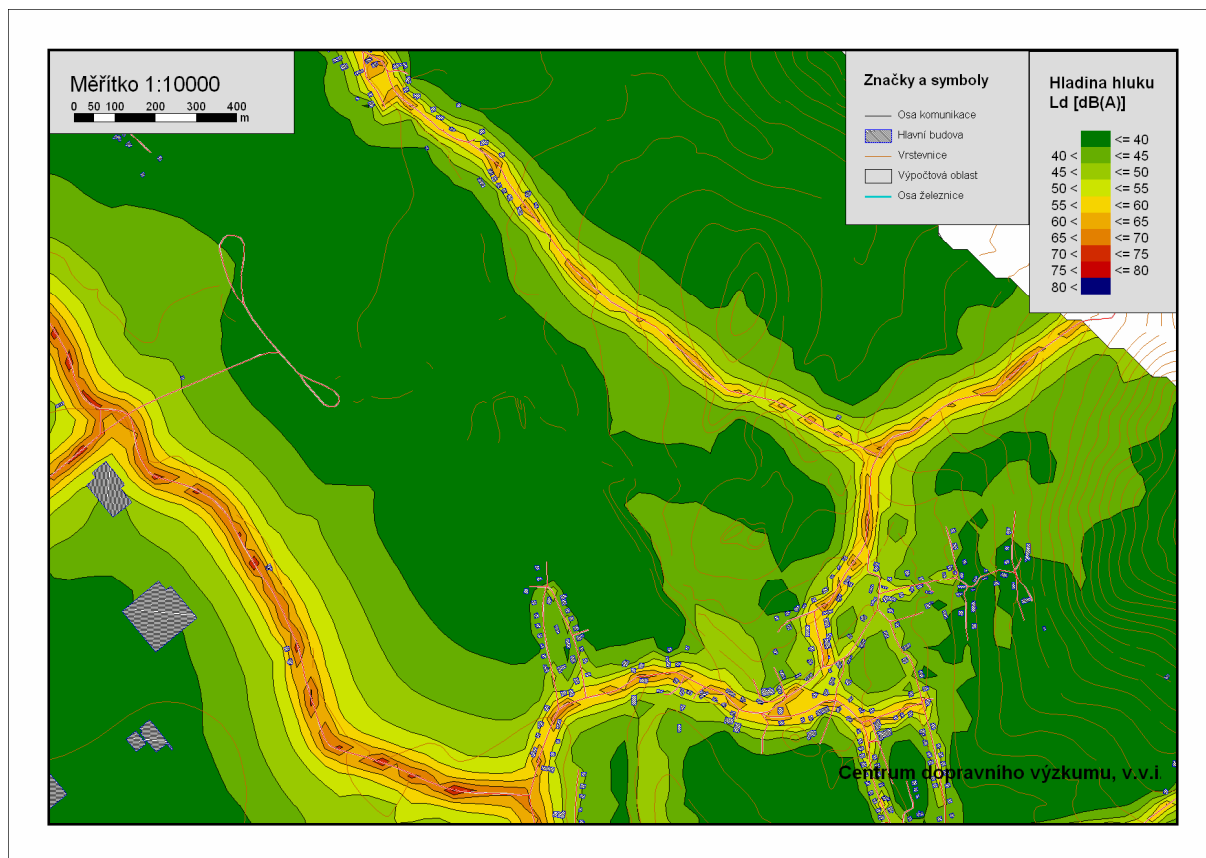 Měřítko 1:10000
0 50 100 200 300 400
m
Značky a symboly
Osa komunikace
Hlavní budova
Vrstevnice
Výpočtová oblast
Osa železnice
Hladina hluku
Ld [dB(A)]
<= 40
40 < <= 45
45 < <= 50
50 < <= 55
55 < <= 60
60 < <= 65
65 < <= 70
70 < <= 75
75 < <= 80
80 <
Centrum dopravního výzkumu, v.v.i.